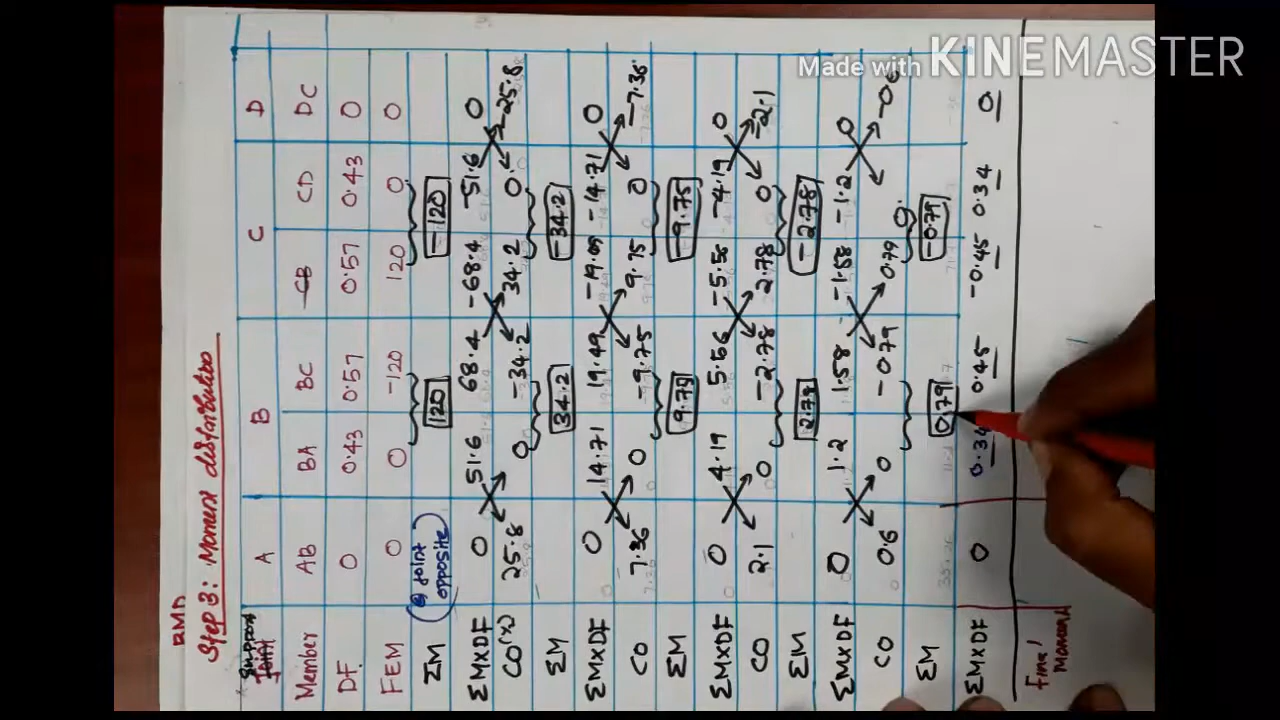 Made with KINEMASTER
RMD
Step 3: Moment distribution
Joint A B C D
Member AB BA BC CB CD DC
DF 0 0.43 0.57 0.57 0.43 0
FEM 0 0 -120 120 0 0
ΣM (@ Joint opposite) 120 -120
ΣMXDF 0 51.6 68.4 -68.4 -51.6 0
CO (X) 25.8 0 -34.2 34.2 0 -25.8
ΣM 34.2 -34.2
ΣMXDF 0 14.71 19.49 -19.09 -14.71 0
CO 7.36 0 -9.75 9.75 0 -7.36
ΣM 9.75 -9.75
ΣMXDF 0 4.19 5.56 -5.56 -4.19 0
CO 2.1 0 -2.78 2.78 0 -2.1
ΣM 2.78 -2.78
ΣMXDF 0 1.2 1.58 -1.58 -1.2 0
CO 0.6 0 -0.79 0.79 0 -0.6
ΣM 0.79 -0.79
ΣMXDF 0 0.34 0.45 -0.45 0.34 0
Final Moment